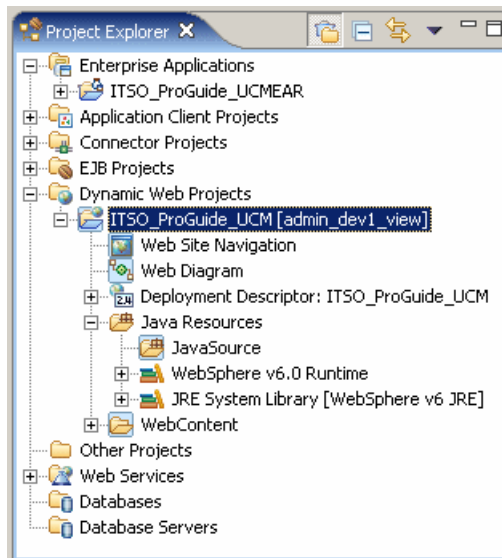 Project Explorer
Enterprise Applications
ITSO_ProGuide_UCMEAR
Application Client Projects
Connector Projects
EJB Projects
Dynamic Web Projects
ITSO_ProGuide_UCM [admin_dev1_view]
Web Site Navigation
Web Diagram
2.4 Deployment Descriptor: ITSO_ProGuide_UCM
Java Resources
JavaSource
WebSphere v6.0 Runtime
JRE System Library [WebSphere v6 JRE]
WebContent
Other Projects
Web Services
Databases
Database Servers